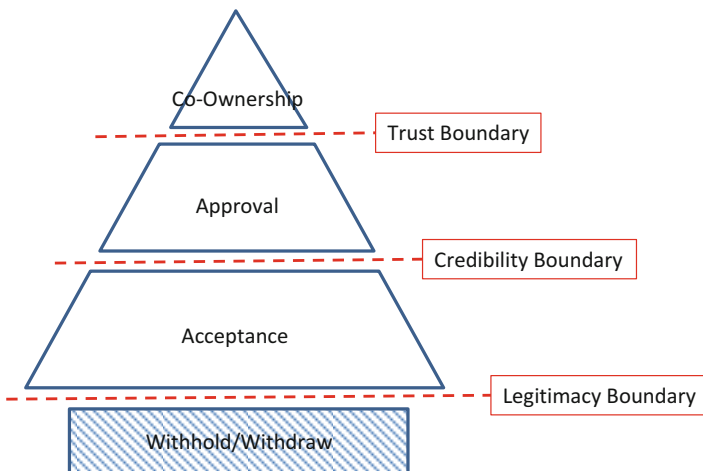 Co-Ownership
Trust Boundary
Approval
Credibility Boundary
Acceptance
Legitimacy Boundary
Withhold/Withdraw